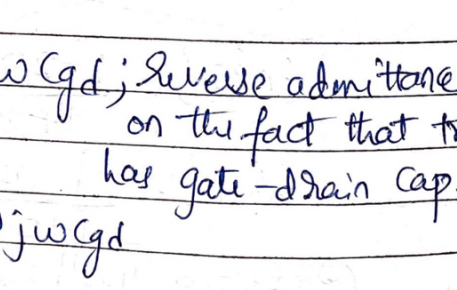 ωCgd; Reverse admittance
on the fact that
has gate-drain cap.
jωCgd